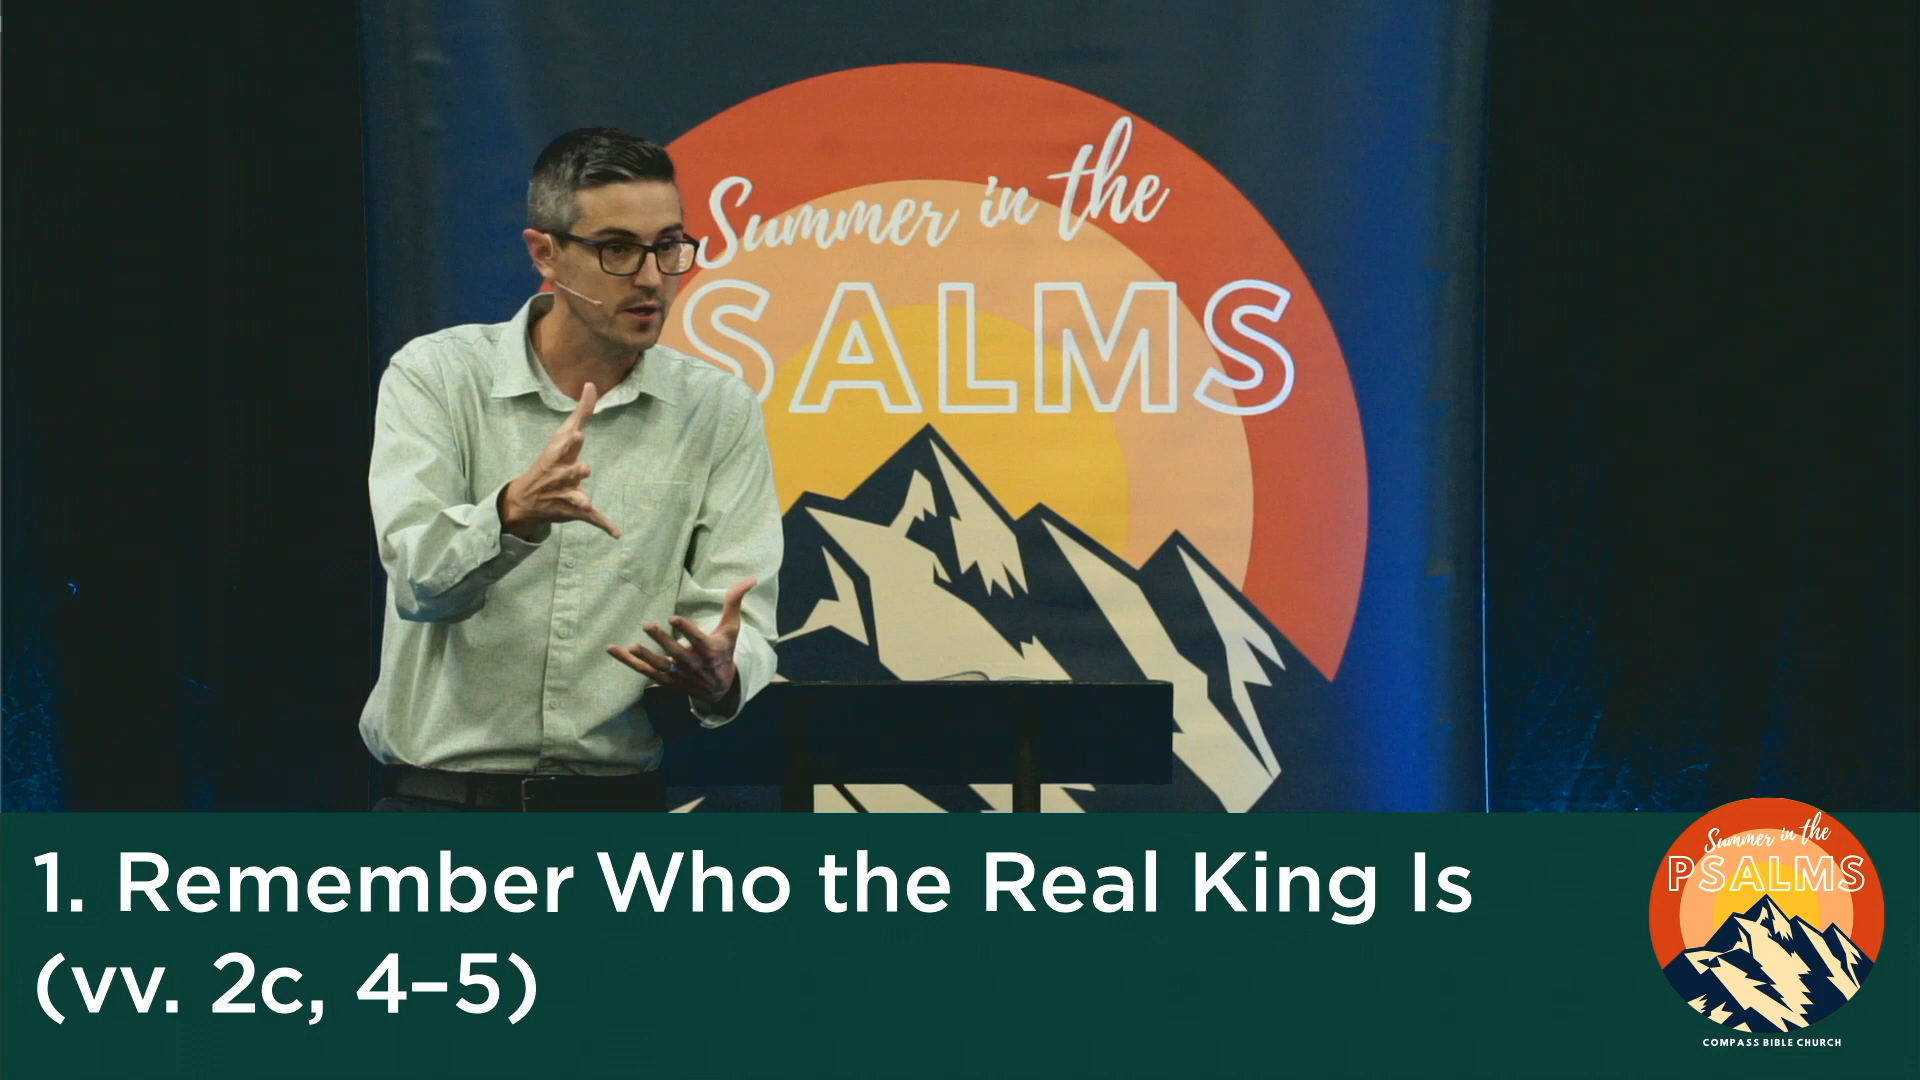 Summer in the
PSALMS
1. Remember Who the Real King Is
(vv. 2c, 4–5)
Summer in the
PSALMS
COMPASS BIBLE CHURCH